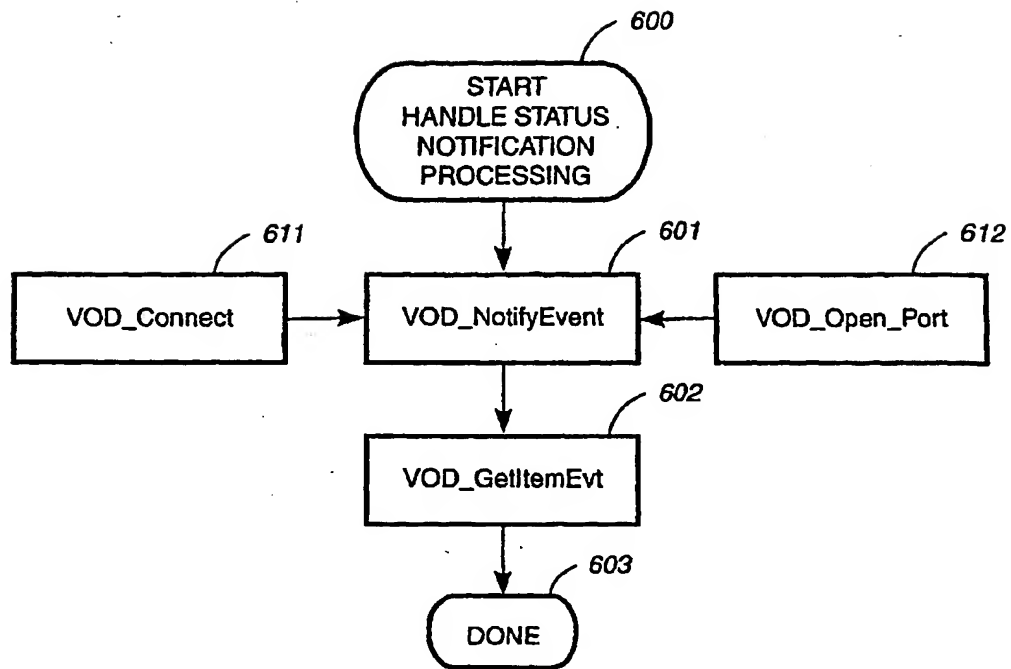 600
START
HANDLE STATUS
NOTIFICATION
PROCESSING
611
601
612
VOD_Connect
VOD_NotifyEvent
VOD_Open_Port
602
VOD_GetItemEvt
603
DONE